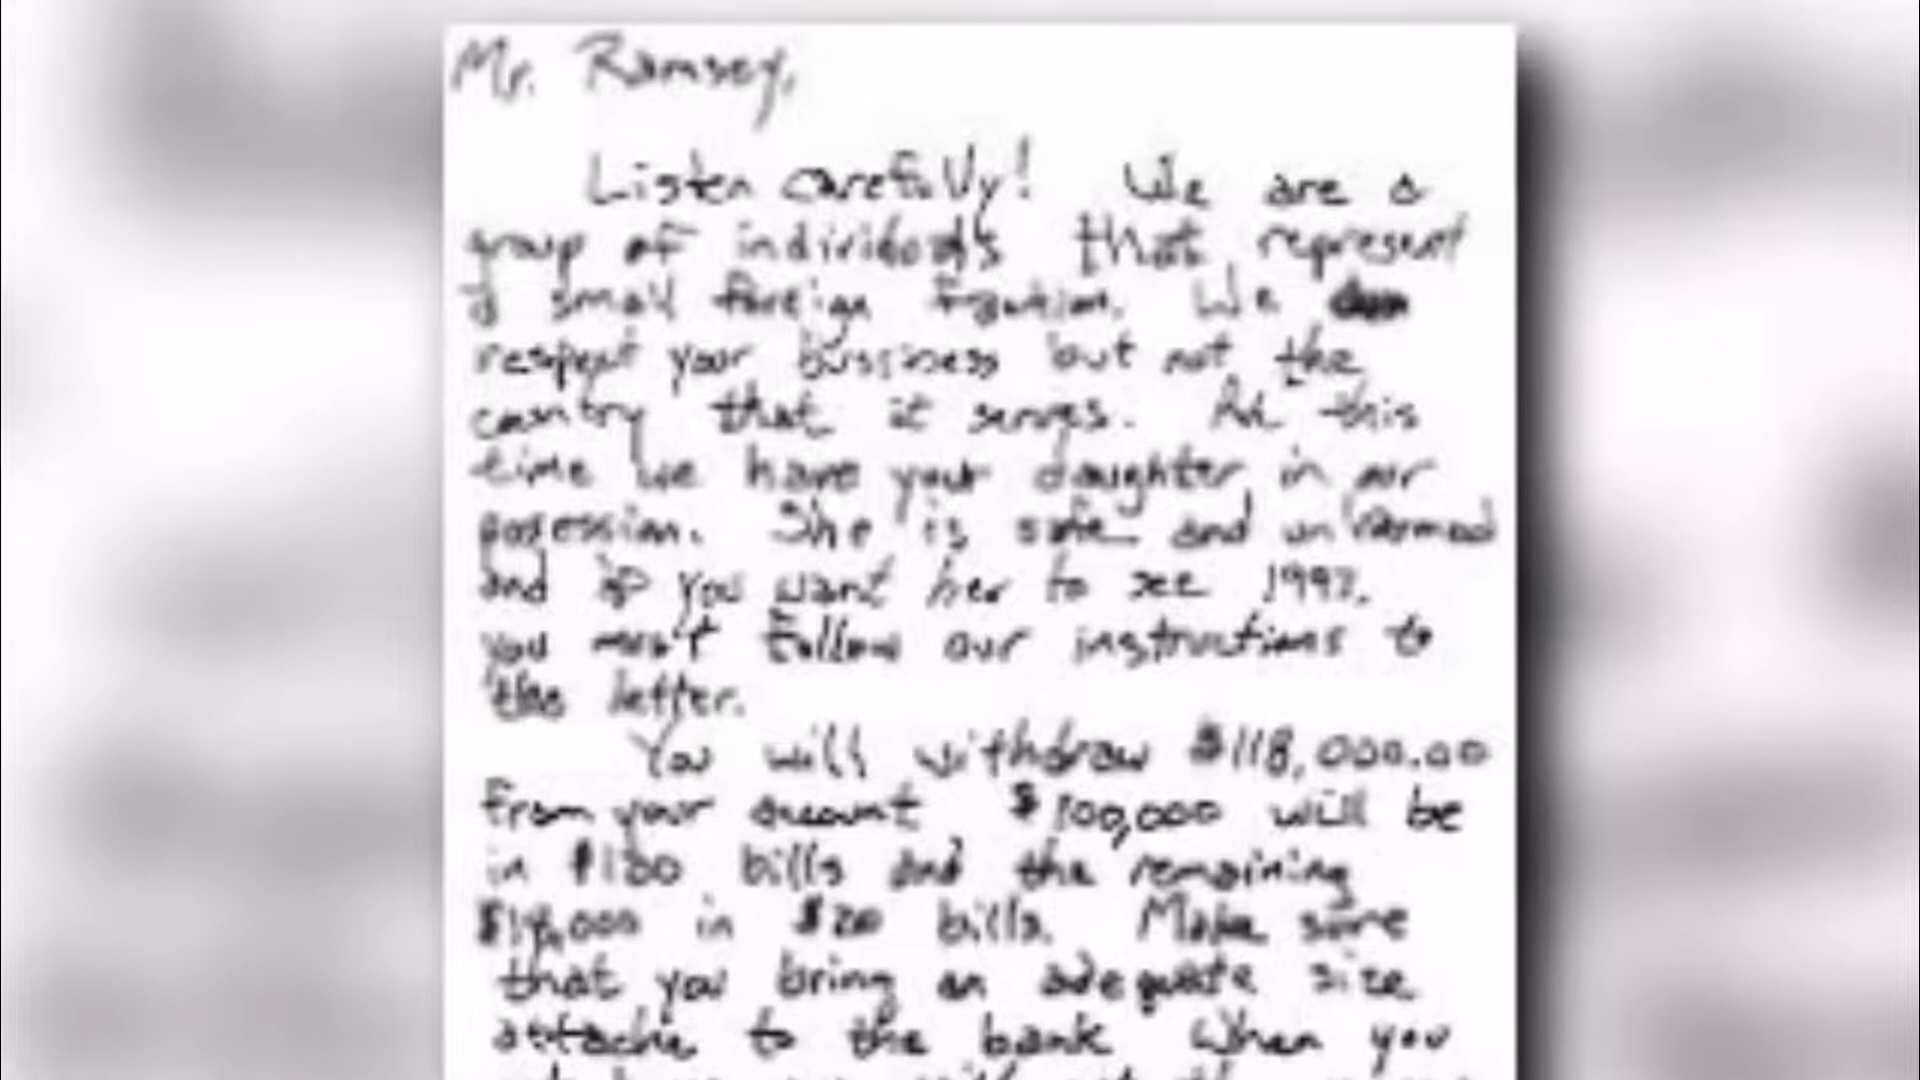 Mr. Ramsey,
Listen carefully! We are a
group of individuals that represent
a small foreign faction. We
respect your bussiness but not the
country that it serves. At this
time we have your daughter in our
posession. She is safe and unharmed
and if you want her to see 1997,
you must follow our instructions to
the letter.
You will withdraw $118,000.00
from your account $100,000 will be
in $100 bills and the remaining
$18,000 in $20 bills. Make sure
that you bring an adequate size
attache to the bank When you